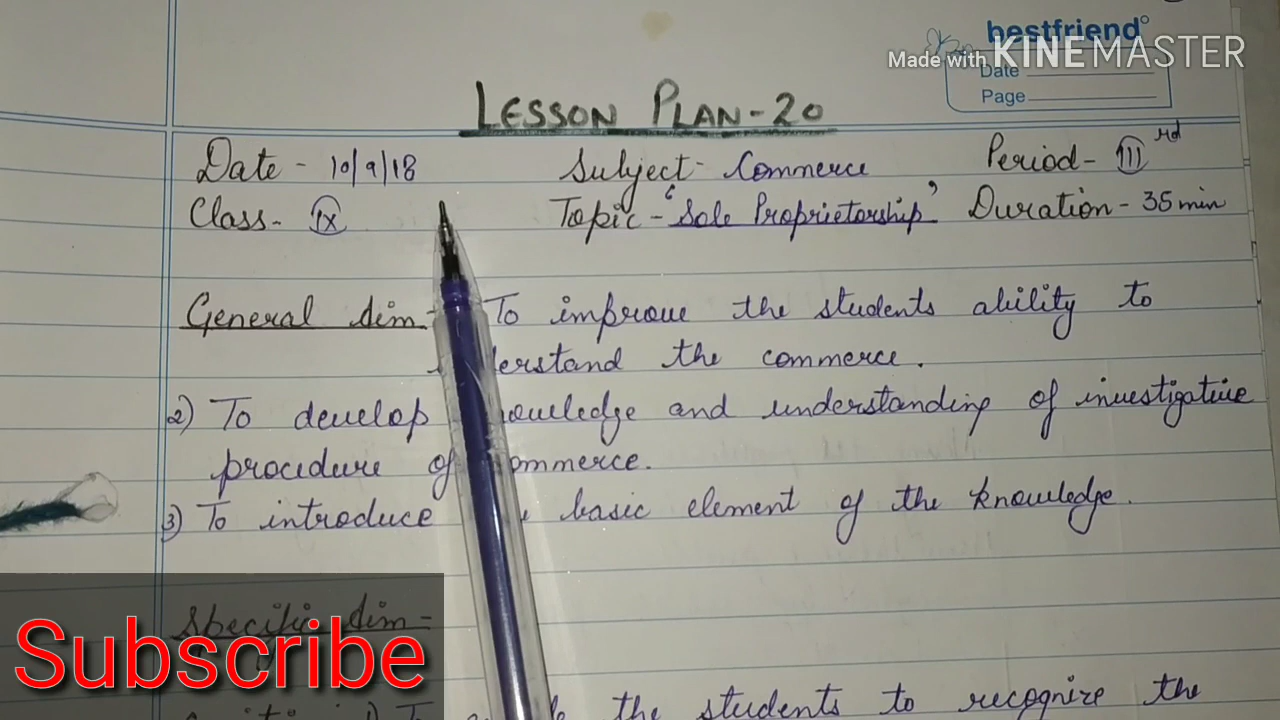 bestfriend
Made with KINEMASTER
Date
Page
LESSON PLAN-20
Date - 10/9/18 Subject- Commerce Period- III rd
Class- IX Topic - 'Sole Proprietorship' Duration - 35 min
General Aim- To improve the students ability to
the commerce.
2) To develop and understanding of investigative
procedure of
3) To introduce basic element of the knowledge.
Specific Aim-
Subscribe
the students to recognize the